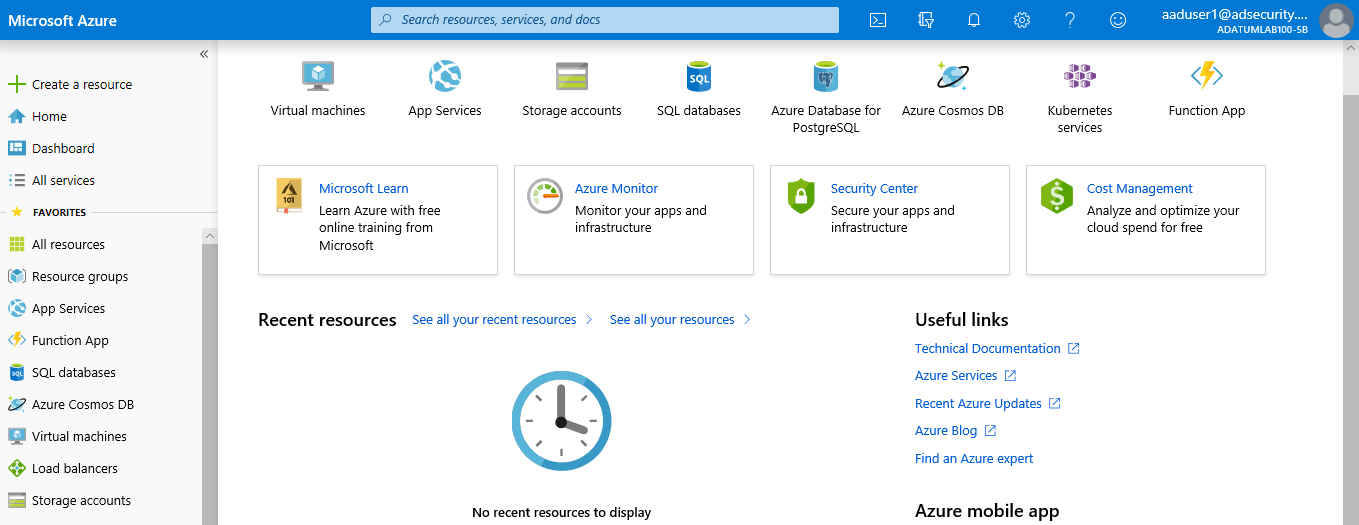 Microsoft Azure
Search resources, services, and docs
aaduser1@adsecurity....
ADATUMLAB100-5B
Create a resource
Home
Dashboard
All services
FAVORITES
All resources
Resource groups
App Services
Function App
SQL databases
Azure Cosmos DB
Virtual machines
Load balancers
Storage accounts
Virtual machines
App Services
Storage accounts
SQL
SQL databases
Azure Database for
PostgreSQL
Azure Cosmos DB
Kubernetes
services
Function App
101
Microsoft Learn
Learn Azure with free
online training from
Microsoft
Azure Monitor
Monitor your apps and
infrastructure
Security Center
Secure your apps and
infrastructure
Cost Management
Analyze and optimize your
cloud spend for free
Recent resources
See all your recent resources
See all your resources
No recent resources to display
Useful links
Technical Documentation
Azure Services
Recent Azure Updates
Azure Blog
Find an Azure expert
Azure mobile app